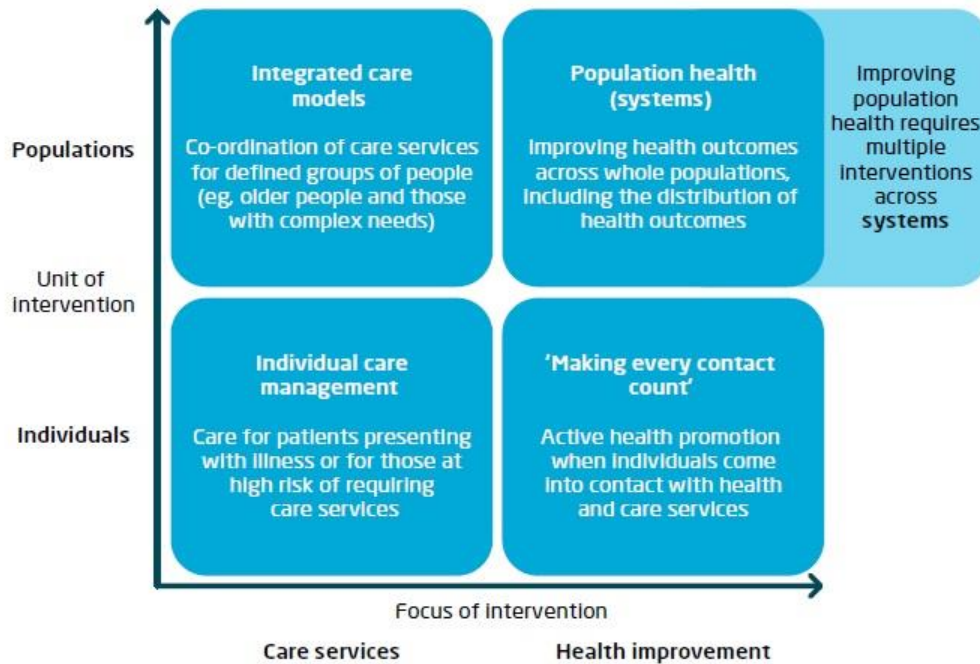 Integrated care
models
Co-ordination of care services
for defined groups of people
(eg, older people and those
with complex needs)
Population health
(systems)
Improving health outcomes
across whole populations,
including the distribution of
health outcomes
Improving
population
health requires
multiple
interventions
across
systems
Populations
Unit of
intervention
Individuals
Individual care
management
Care for patients presenting
with illness or for those at
high risk of requiring
care services
'Making every contact
count'
Active health promotion
when individuals come
into contact with health
and care services
Focus of intervention
Care services
Health improvement